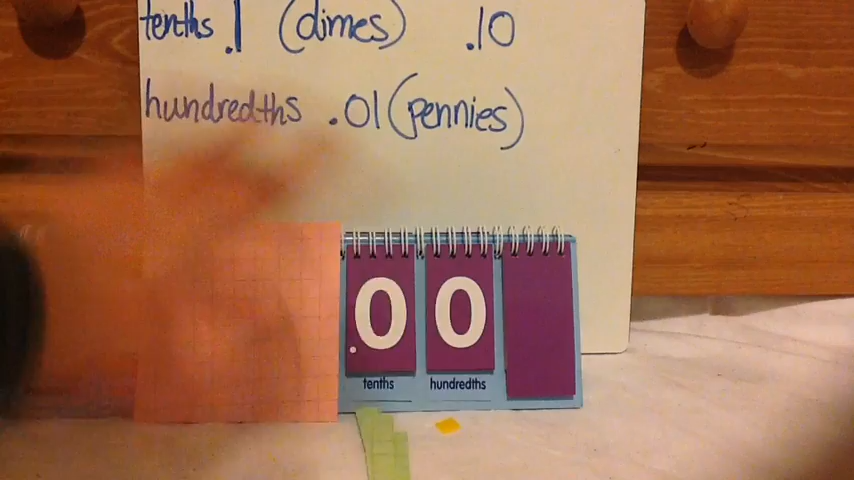 tenths .1 (dimes) .10
hundredths .01 (pennies)
.0 0
tenths hundredths